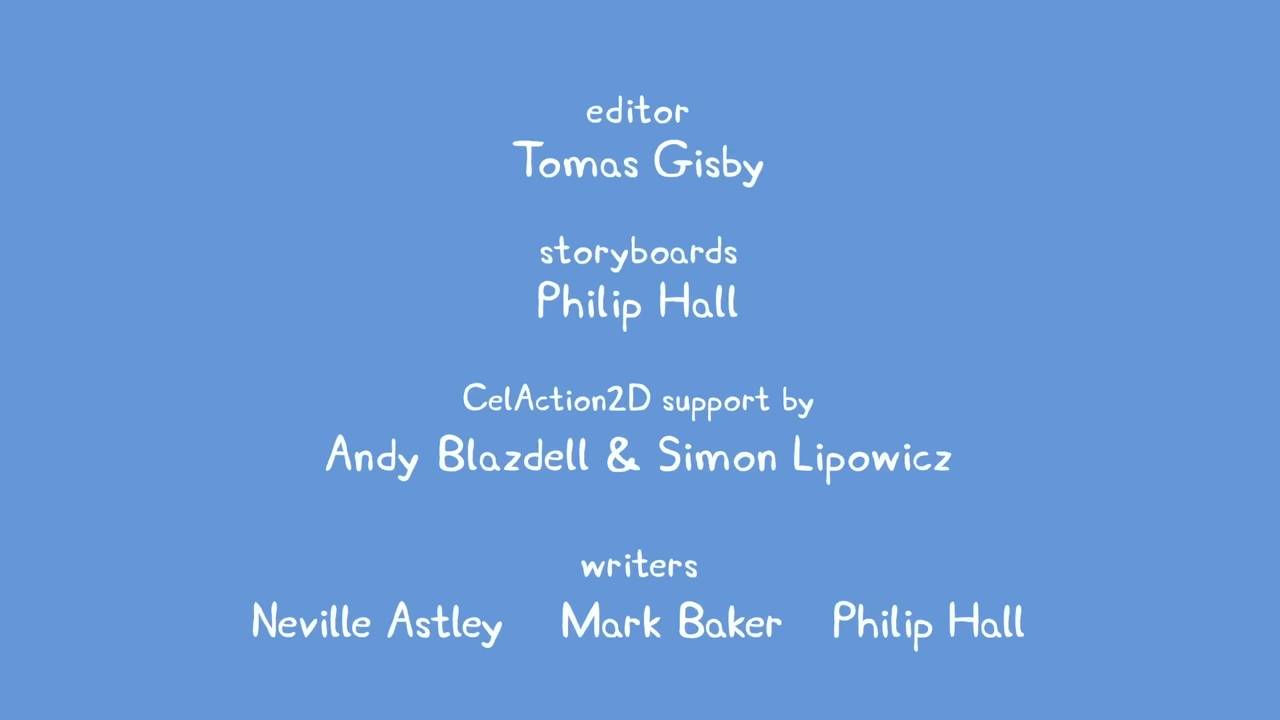 editor
Tomas Gisby
storyboards
Philip Hall
CelAction2D support by
Andy Blazdell & Simon Lipowicz
writers
Neville Astley Mark Baker Philip Hall